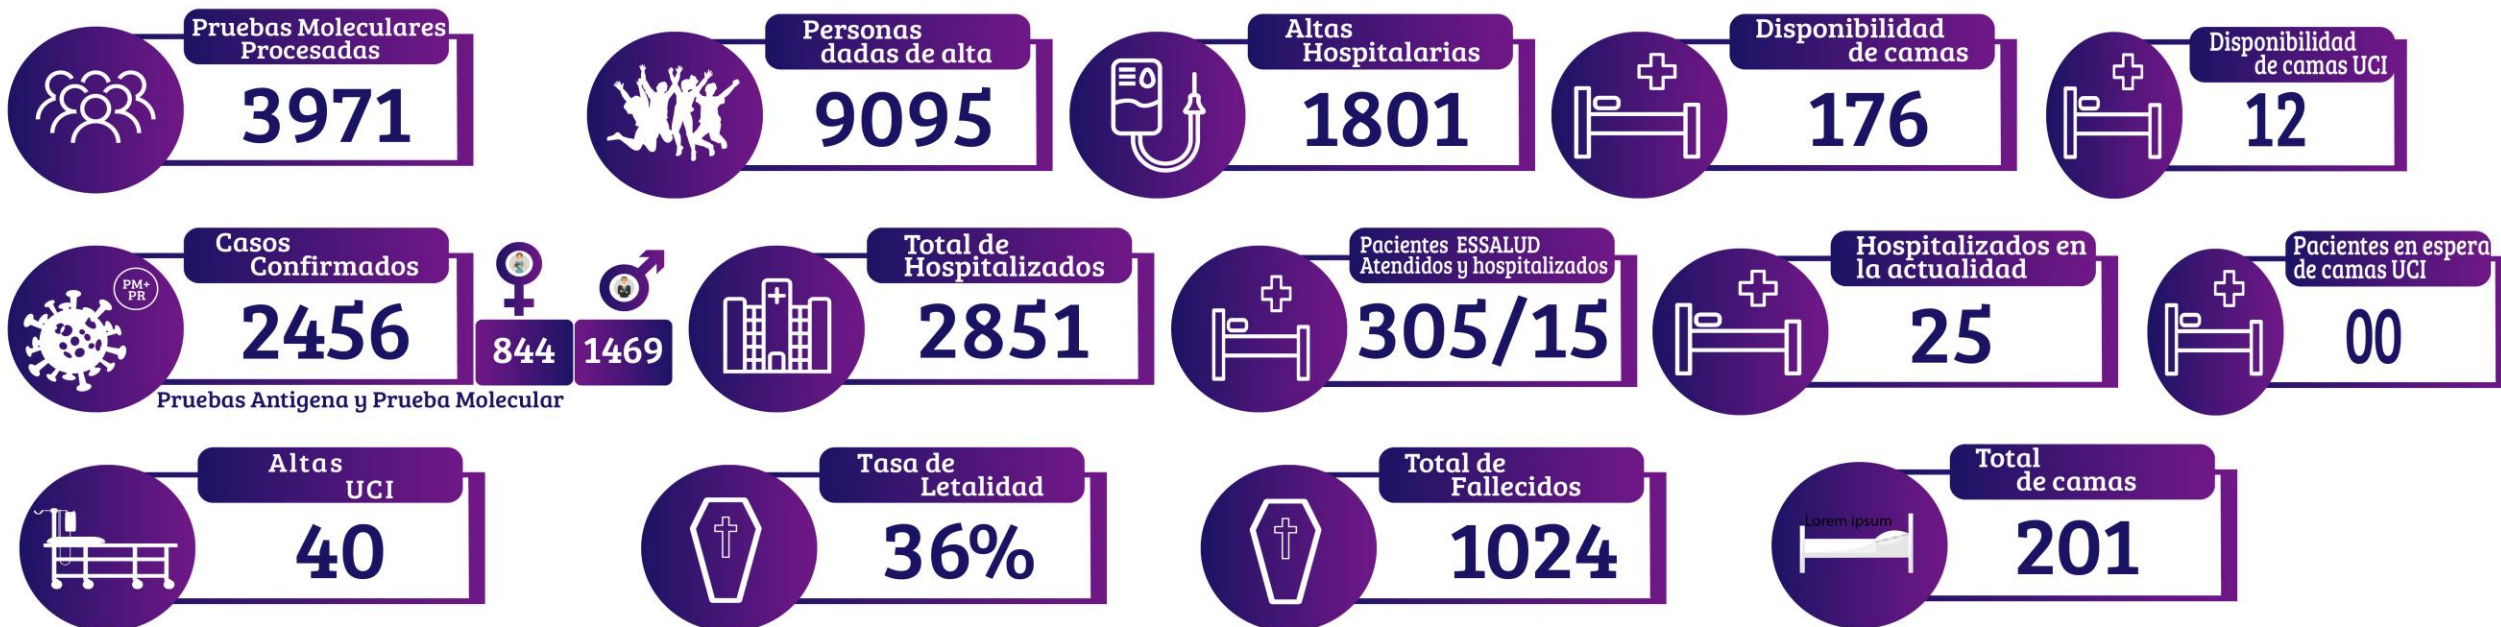 Pruebas Moleculares
Procesadas
3971
Personas
dadas de alta
9095
Altas
Hospitalarias
1801
Disponibilidad
de camas
176
Disponibilidad
de camas UCI
12
Casos
Confirmados
PM+
PR
2456
844
1469
Pruebas Antigena y Prueba Molecular
Total de
Hospitalizados
2851
Pacientes ESSALUD
Atendidos y hospitalizados
305/15
Hospitalizados en
la actualidad
25
Pacientes en espera
de camas UCI
00
Altas
UCI
40
Tasa de
Letalidad
36%
Total de
Fallecidos
1024
Total
de camas
Lorem ipsum
201